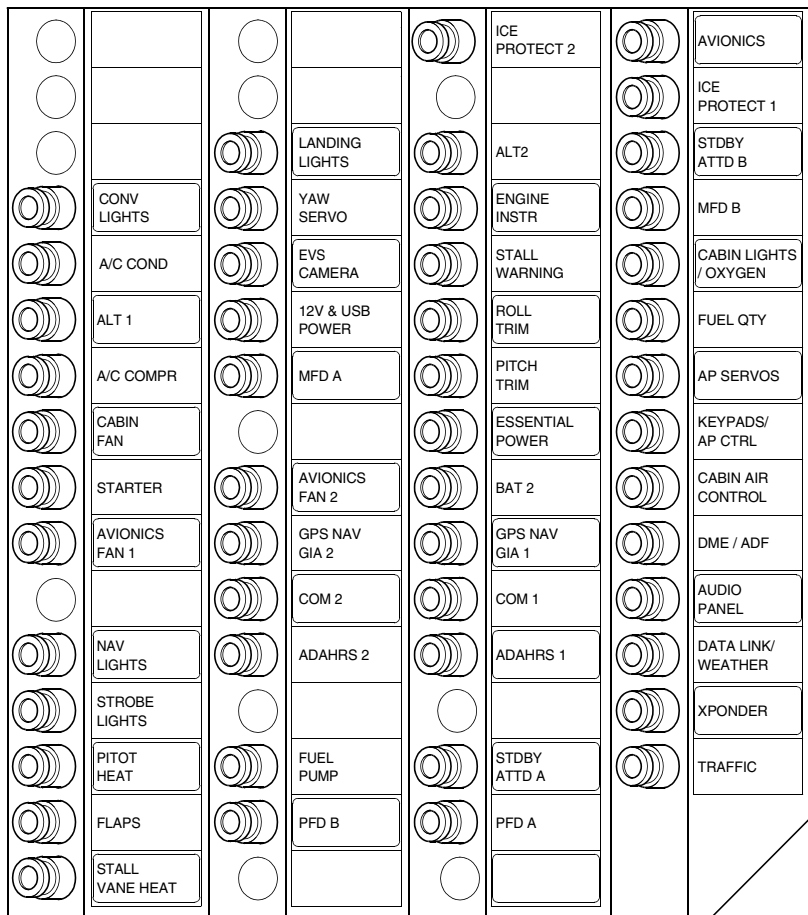 CONV
LIGHTS
A/C COND
ALT 1
A/C COMPR
CABIN
FAN
STARTER
AVIONICS
FAN 1
NAV
LIGHTS
STROBE
LIGHTS
PITOT
HEAT
FLAPS
STALL
VANE HEAT
LANDING
LIGHTS
YAW
SERVO
EVS
CAMERA
12V & USB
POWER
MFD A
AVIONICS
FAN 2
GPS NAV
GIA 2
COM 2
ADAHRS 2
FUEL
PUMP
PFD B
ICE
PROTECT 2
ALT2
ENGINE
INSTR
STALL
WARNING
ROLL
TRIM
PITCH
TRIM
ESSENTIAL
POWER
BAT 2
GPS NAV
GIA 1
COM 1
ADAHRS 1
STDBY
ATTD A
PFD A
AVIONICS
ICE
PROTECT 1
STDBY
ATTD B
MFD B
CABIN LIGHTS
/ OXYGEN
FUEL QTY
AP SERVOS
KEYPADS/
AP CTRL
CABIN AIR
CONTROL
DME / ADF
AUDIO
PANEL
DATA LINK/
WEATHER
XPONDER
TRAFFIC